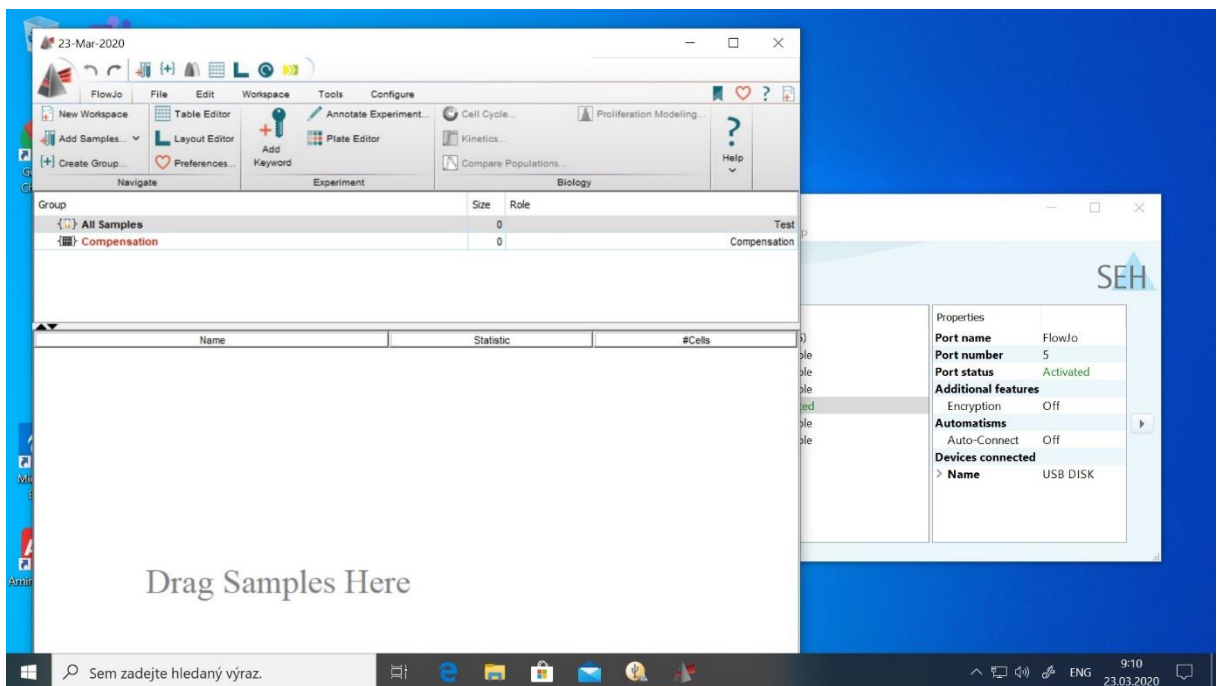 23-Mar-2020
FlowJo File Edit Workspace Tools Configure
New Workspace Table Editor Annotate Experiment... Cell Cycle... Proliferation Modeling...
Add Samples... Layout Editor Add Keyword Plate Editor Kinetics... Help
Create Group... Preferences... Compare Populations...
Navigate Experiment Biology
Group Size Role
All Samples 0 Test
Compensation 0 Compensation
Name Statistic #Cells
Drag Samples Here
SEH
Properties
Port name FlowJo
Port number 5
Port status Activated
Additional features
Encryption Off
Automatisms
Auto-Connect Off
Devices connected
Name USB DISK
Sem zadejte hledaný výraz.
ENG
9:10
23.03.2020